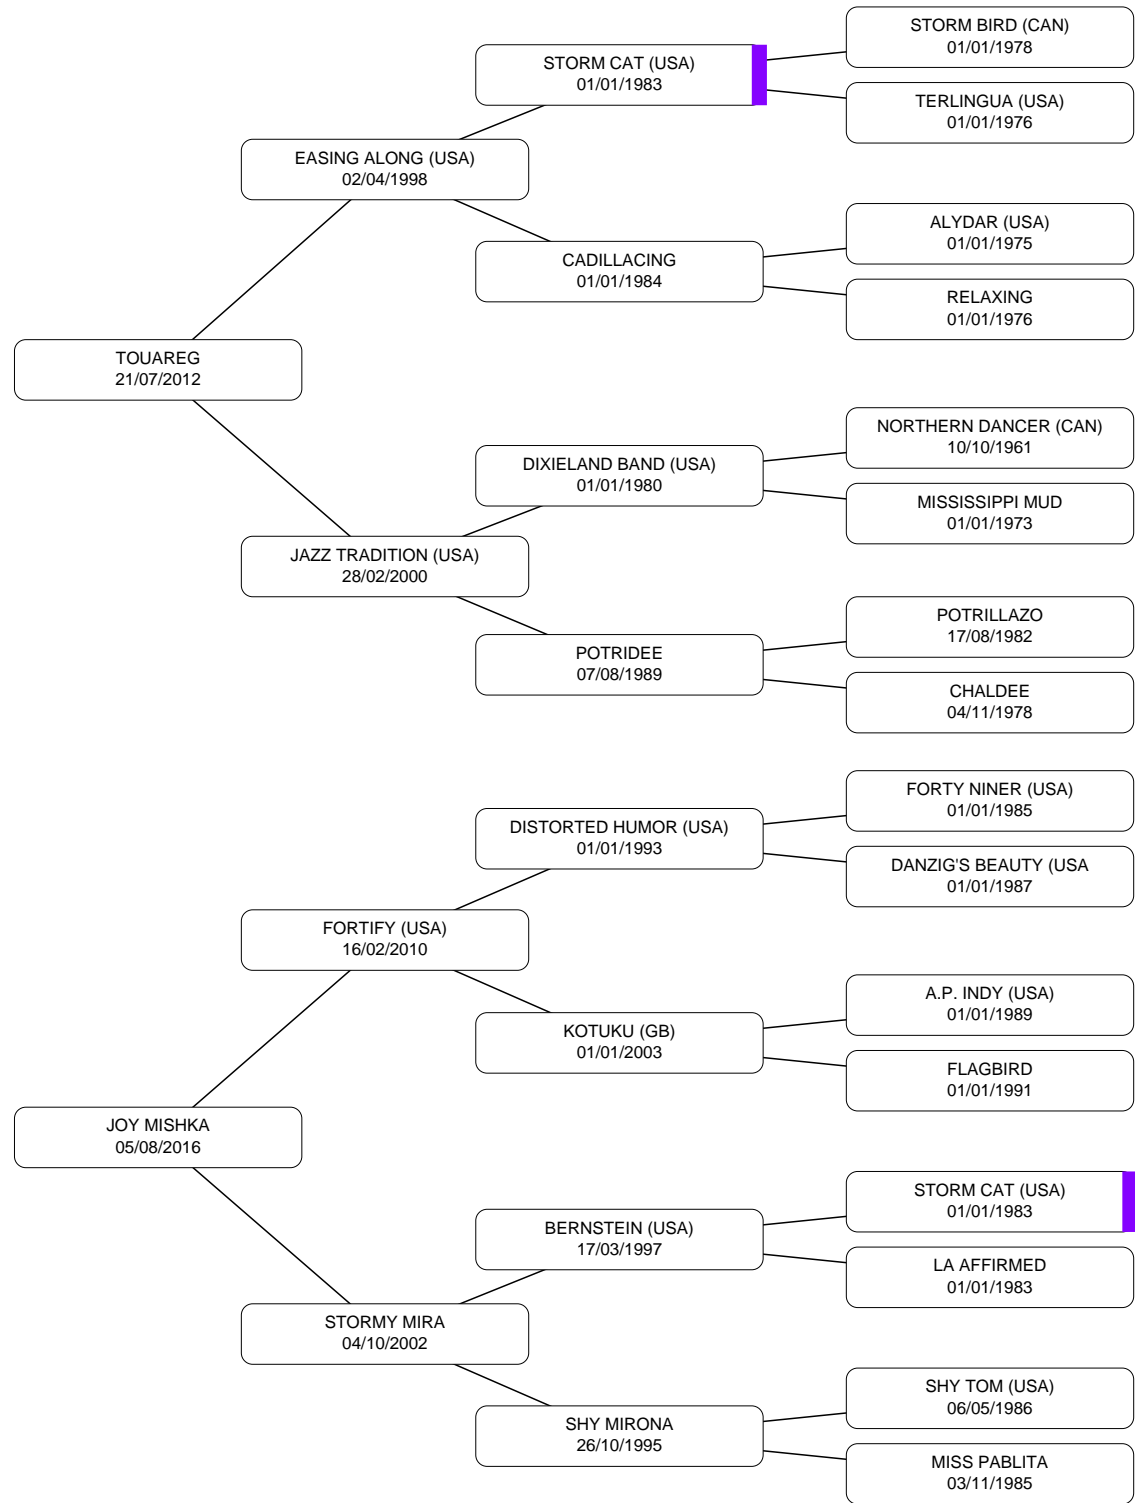 STORM BIRD (CAN)
01/01/1978
STORM CAT (USA)
01/01/1983
TERLINGUA (USA)
01/01/1976
EASING ALONG (USA)
02/04/1998
ALYDAR (USA)
01/01/1975
CADILLACING
01/01/1984
RELAXING
01/01/1976
TOUAREG
21/07/2012
NORTHERN DANCER (CAN)
10/10/1961
DIXIELAND BAND (USA)
01/01/1980
MISSISSIPPI MUD
01/01/1973
JAZZ TRADITION (USA)
28/02/2000
POTRILLAZO
17/08/1982
POTRIDEE
07/08/1989
CHALDEE
04/11/1978
FORTY NINER (USA)
01/01/1985
DISTORTED HUMOR (USA)
01/01/1993
DANZIG'S BEAUTY (USA
01/01/1987
FORTIFY (USA)
16/02/2010
A.P. INDY (USA)
01/01/1989
KOTUKU (GB)
01/01/2003
FLAGBIRD
01/01/1991
JOY MISHKA
05/08/2016
STORM CAT (USA)
01/01/1983
BERNSTEIN (USA)
17/03/1997
LA AFFIRMED
01/01/1983
STORMY MIRA
04/10/2002
SHY TOM (USA)
06/05/1986
SHY MIRONA
26/10/1995
MISS PABLITA
03/11/1985